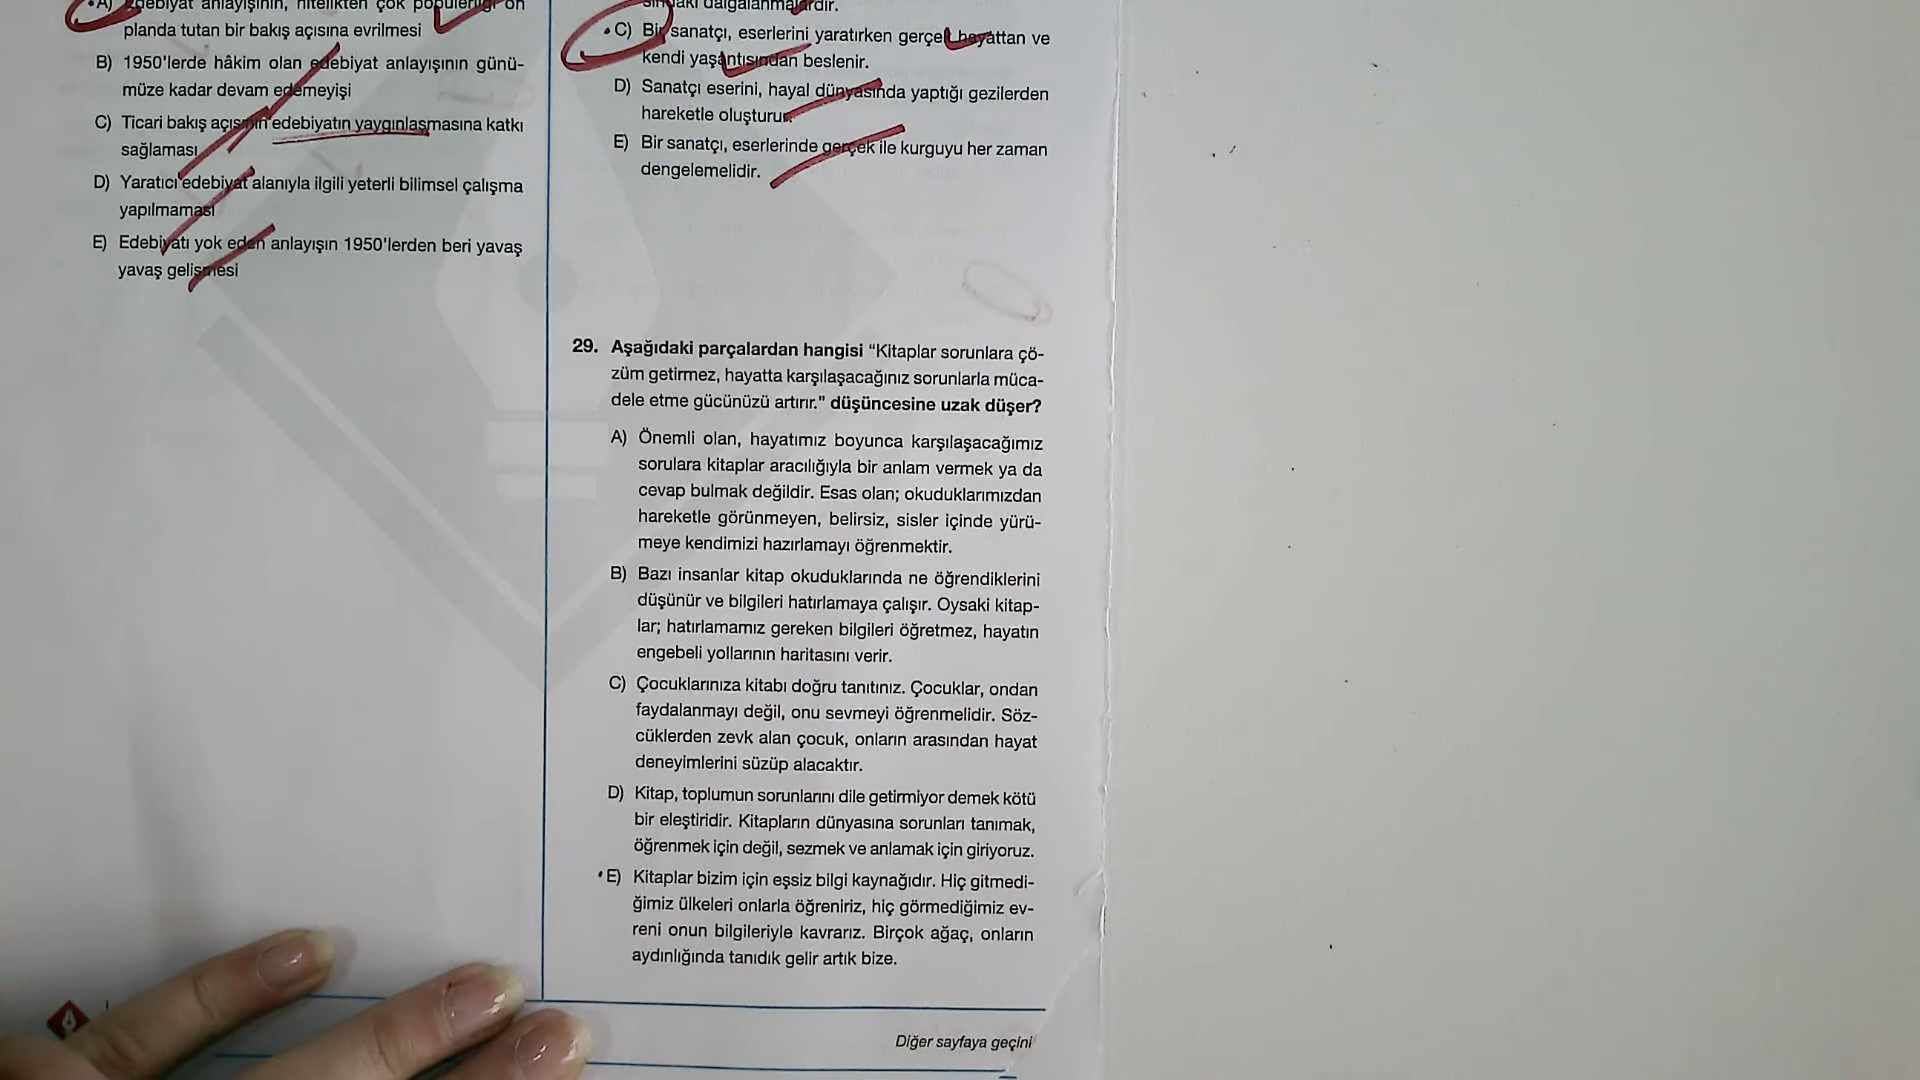 A) Edebiyat anlayışının, nitelikten çok popülerliği ön
planda tutan bir bakış açısına evrilmesi
B) 1950'lerde hâkim olan edebiyat anlayışının günü-
müze kadar devam edemeyişi
C) Ticari bakış açısının edebiyatın yaygınlaşmasına katkı
sağlaması
D) Yaratıcı edebiyat alanıyla ilgili yeterli bilimsel çalışma
yapılmaması
E) Edebiyatı yok eden anlayışın 1950'lerden beri yavaş
yavaş gelişmesi
dalgalanmalardır.
C) Bir sanatçı, eserlerini yaratırken gerçek hayattan ve
kendi yaşantısından beslenir.
D) Sanatçı eserini, hayal dünyasında yaptığı gezilerden
hareketle oluşturur.
E) Bir sanatçı, eserlerinde gerçek ile kurguyu her zaman
dengelemelidir.
29. Aşağıdaki parçalardan hangisi “Kitaplar sorunlara çö-
züm getirmez, hayatta karşılaşacağınız sorunlarla müca-
dele etme gücünüzü artırır.” düşüncesine uzak düşer?
A) Önemli olan, hayatımız boyunca karşılaşacağımız
sorulara kitaplar aracılığıyla bir anlam vermek ya da
cevap bulmak değildir. Esas olan; okuduklarımızdan
hareketle görünmeyen, belirsiz, sisler içinde yürü-
meye kendimizi hazırlamayı öğrenmektir.
B) Bazı insanlar kitap okuduklarında ne öğrendiklerini
düşünür ve bilgileri hatırlamaya çalışır. Oysaki kitap-
lar; hatırlamamız gereken bilgileri öğretmez, hayatın
engebeli yollarının haritasını verir.
C) Çocuklarınıza kitabı doğru tanıtınız. Çocuklar, ondan
faydalanmayı değil, onu sevmeyi öğrenmelidir. Söz-
cüklerden zevk alan çocuk, onların arasından hayat
deneyimlerini süzüp alacaktır.
D) Kitap, toplumun sorunlarını dile getirmiyor demek kötü
bir eleştiridir. Kitapların dünyasına sorunları tanımak,
öğrenmek için değil, sezmek ve anlamak için giriyoruz.
E) Kitaplar bizim için eşsiz bilgi kaynağıdır. Hiç gitmedi-
ğimiz ülkeleri onlarla öğreniriz, hiç görmediğimiz ev-
reni onun bilgileriyle kavrarız. Birçok ağaç, onların
aydınlığında tanıdık gelir artık bize.
Diğer sayfaya geçini